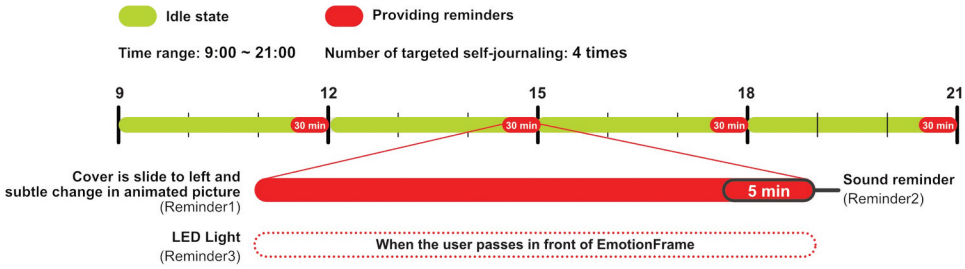 Idle state
Providing reminders
Time range: 9:00 ~ 21:00
Number of targeted self-journaling: 4 times
9
12
15
18
21
30 min
30 min
30 min
30 min
Cover is slide to left and
subtle change in animated picture
(Reminder1)
5 min
Sound reminder
(Reminder2)
LED Light
(Reminder3)
When the user passes in front of EmotionFrame